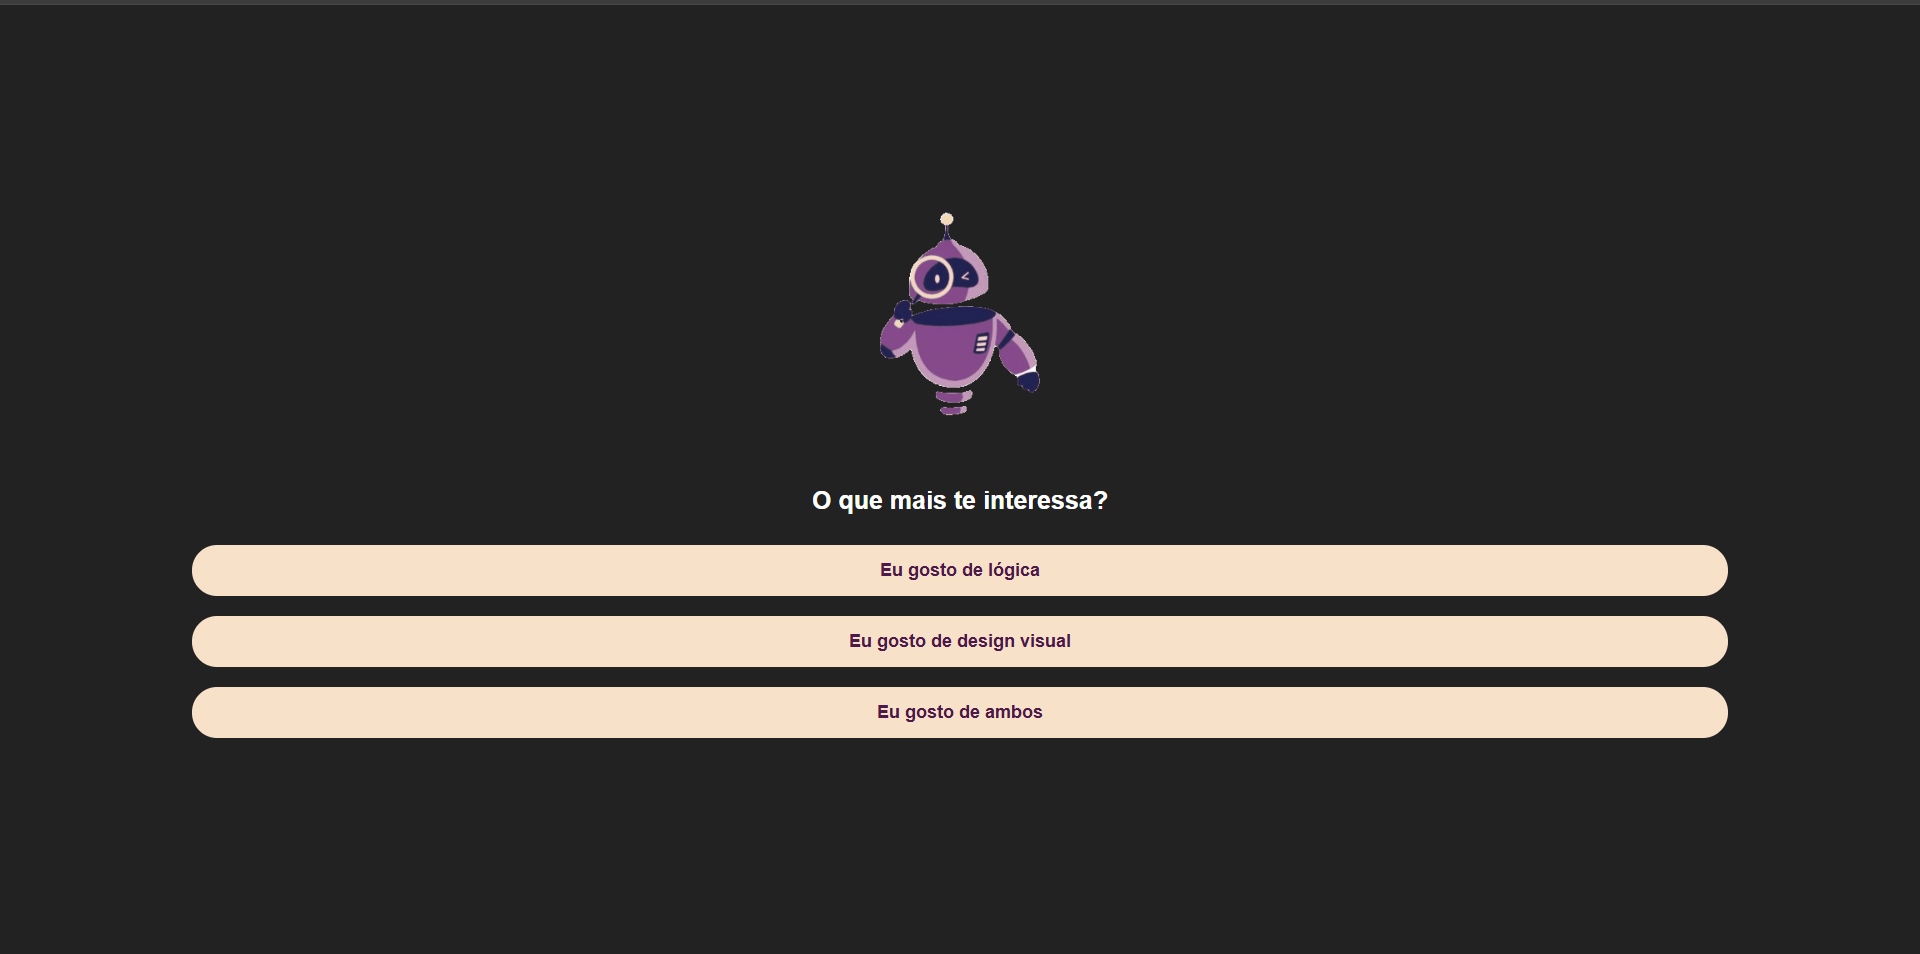 O que mais te interessa?
Eu gosto de lógica
Eu gosto de design visual
Eu gosto de ambos